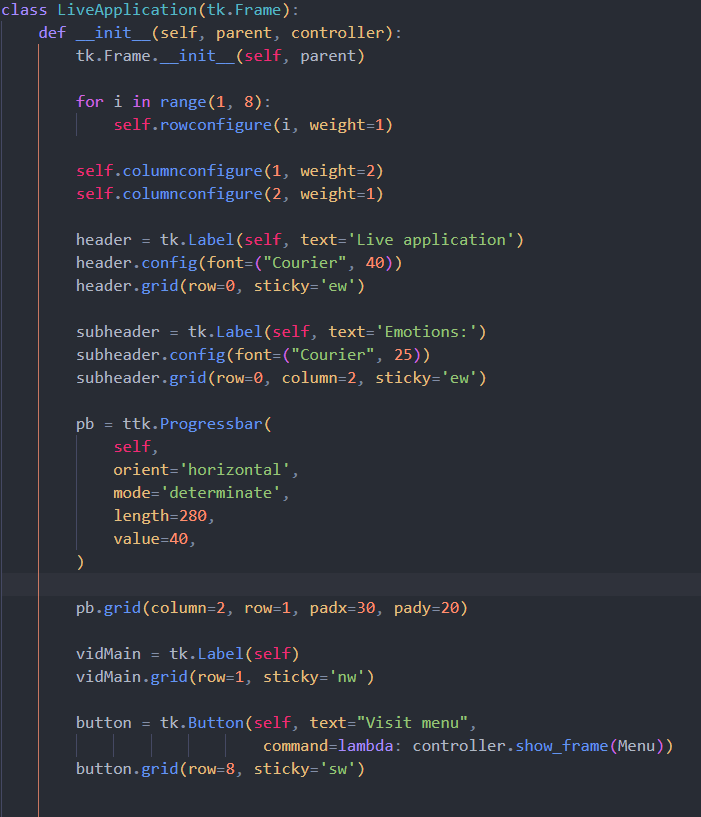 class LiveApplication(tk.Frame):
    def __init__(self, parent, controller):
        tk.Frame.__init__(self, parent)

        for i in range(1, 8):
            self.rowconfigure(i, weight=1)

        self.columnconfigure(1, weight=2)
        self.columnconfigure(2, weight=1)

        header = tk.Label(self, text='Live application')
        header.config(font=("Courier", 40))
        header.grid(row=0, sticky='ew')

        subheader = tk.Label(self, text='Emotions:')
        subheader.config(font=("Courier", 25))
        subheader.grid(row=0, column=2, sticky='ew')

        pb = ttk.Progressbar(
            self,
            orient='horizontal',
            mode='determinate',
            length=280,
            value=40,
        )

        pb.grid(column=2, row=1, padx=30, pady=20)

        vidMain = tk.Label(self)
        vidMain.grid(row=1, sticky='nw')

        button = tk.Button(self, text="Visit menu",
                            command=lambda: controller.show_frame(Menu))
        button.grid(row=8, sticky='sw')